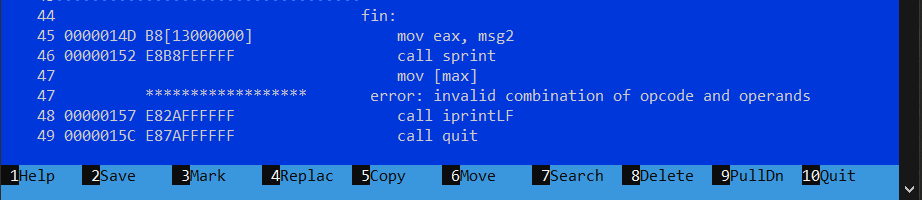 44 fin:
45 0000014D B8[13000000] mov eax, msg2
46 00000152 E8B8FEFFFF call sprint
47 mov [max]
47 ****************** error: invalid combination of opcode and operands
48 00000157 E82AFFFFFF call iprintLF
49 0000015C E87AFFFFFF call quit
1Help 2Save 3Mark 4Replac 5Copy 6Move 7Search 8Delete 9PullDn 10Quit